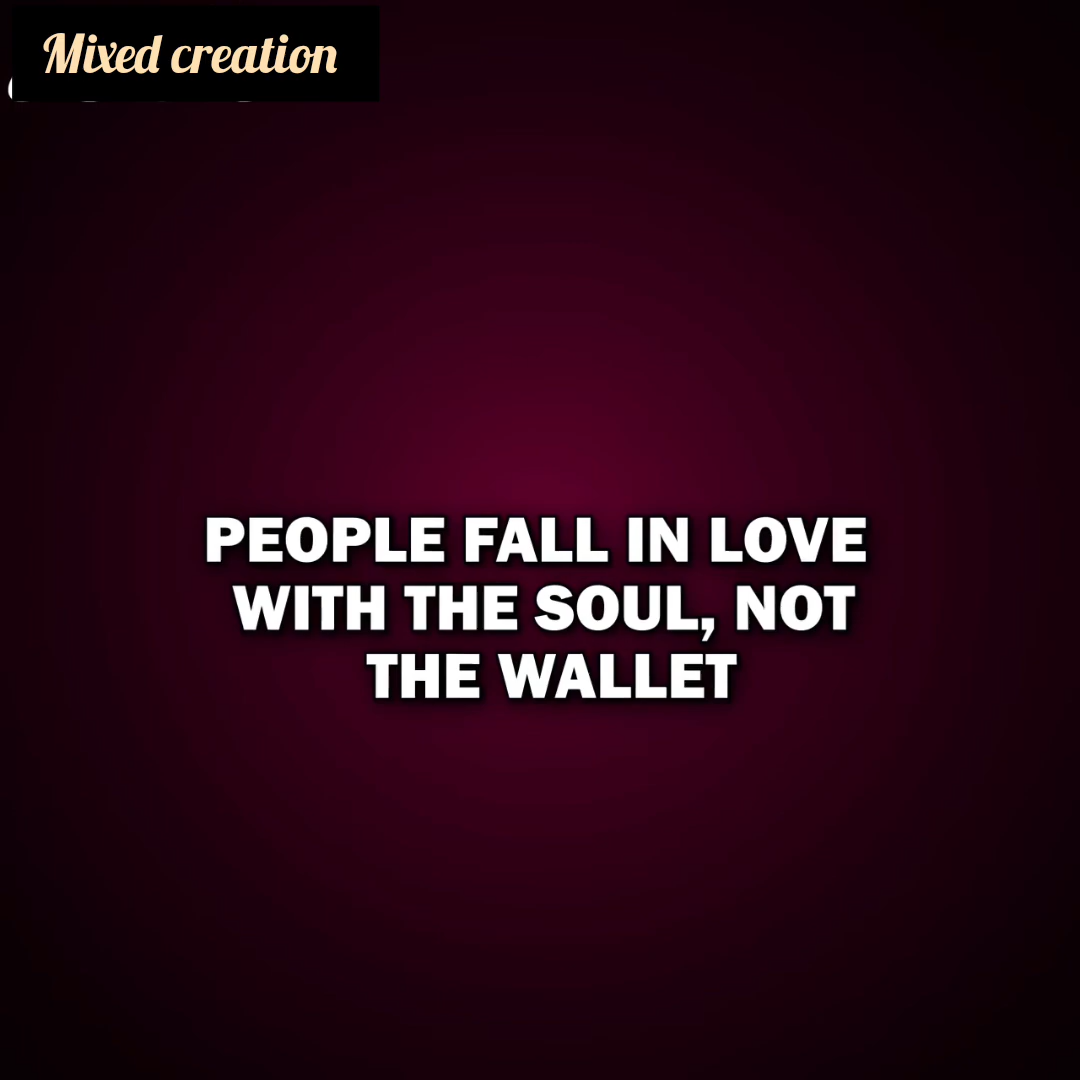 Mixed creation
PEOPLE FALL IN LOVE
WITH THE SOUL, NOT
THE WALLET